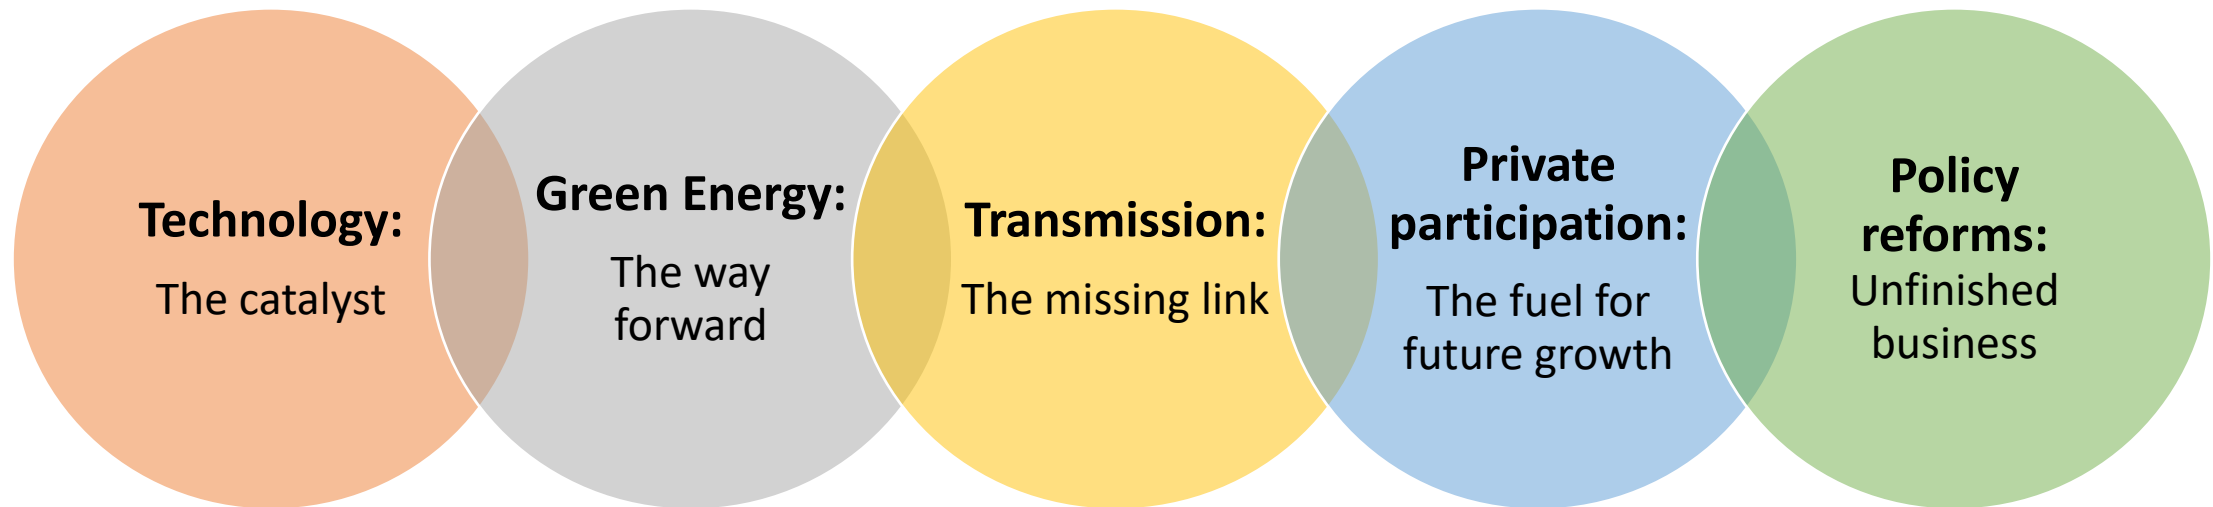 Technology:
The catalyst
Green Energy:
The way
forward
Transmission:
The missing link
Private
participation:
The fuel for
future growth
Policy
reforms:
Unfinished
business